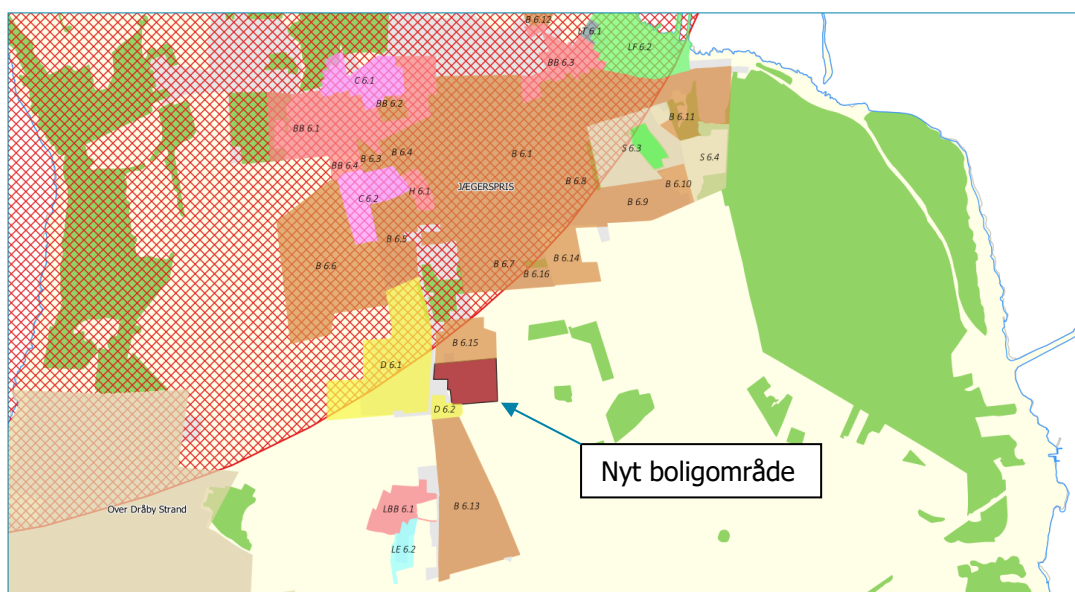 B 6.12
LT 6.1
LF 6.2
BB 6.3
C 6.1
BB 6.2
B 6.11
BB 6.1
S 6.3
B 6.4
B 6.1
B 6.3
S 6.4
BB 6.4
B 6.8
B 6.10
JÆGERSPRIS
H 6.1
C 6.2
B 6.9
B 6.5
B 6.14
B 6.7
B 6.6
B 6.16
B 6.15
D 6.1
D 6.2
Nyt boligområde
B 6.13
LBB 6.1
Over Dråby Strand
LE 6.2